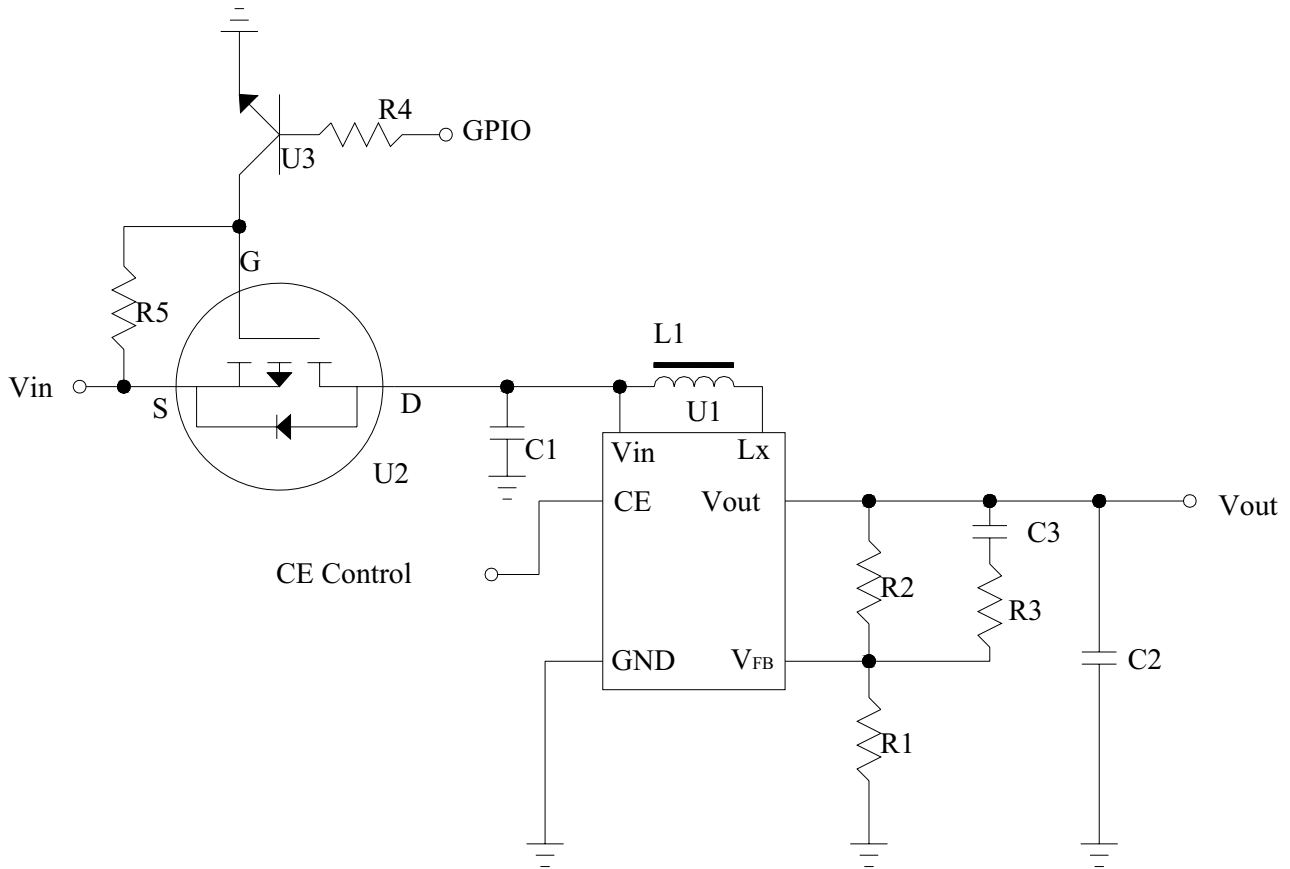 R4
GPIO
U3
G
R5
L1
Vin
S
D
U1
C1
Vin
Lx
U2
CE
Vout
Vout
C3
CE Control
R2
R3
GND
VFB
C2
R1